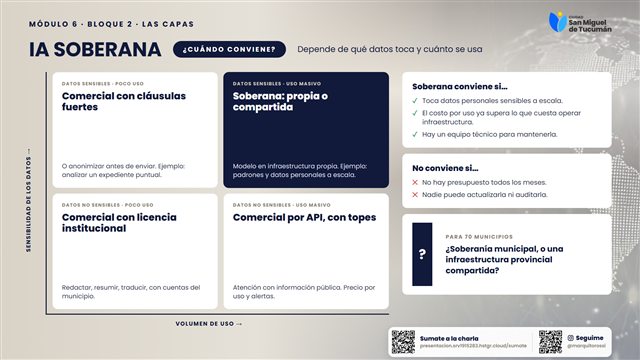 MÓDULO 6 • BLOQUE 2 • LAS CAPAS
CIUDAD
San Miguel
de Tucumán
IA SOBERANA
¿CUÁNDO CONVIENE?
Depende de qué datos toca y cuánto se usa
SENSIBILIDAD DE LOS DATOS →
DATOS SENSIBLES · POCO USO
Comercial con cláusulas
fuertes
O anonimizar antes de enviar. Ejemplo:
analizar un expediente puntual.
DATOS SENSIBLES · USO MASIVO
Soberana: propia o
compartida
Modelo en infraestructura propia. Ejemplo:
padrones y datos personales a escala.
DATOS NO SENSIBLES · POCO USO
Comercial con licencia
institucional
Redactar, resumir, traducir, con cuentas del
municipio.
DATOS NO SENSIBLES · USO MASIVO
Comercial por API, con topes
Atención con información pública. Precio por
uso y alertas.
VOLUMEN DE USO →
Soberana conviene si...
✓ Toca datos personales sensibles a escala.
✓ El costo por uso ya supera lo que cuesta operar
infraestructura.
✓ Hay un equipo técnico para mantenerla.
No conviene si...
✕ No hay presupuesto todos los meses.
✕ Nadie puede actualizarla ni auditarla.
?
PARA 70 MUNICIPIOS
¿Soberanía municipal, o una
infraestructura provincial
compartida?
Sumate a la charla
presentacion.srv1915283.hstgr.cloud/sumate
Seguime
@marquitorossi